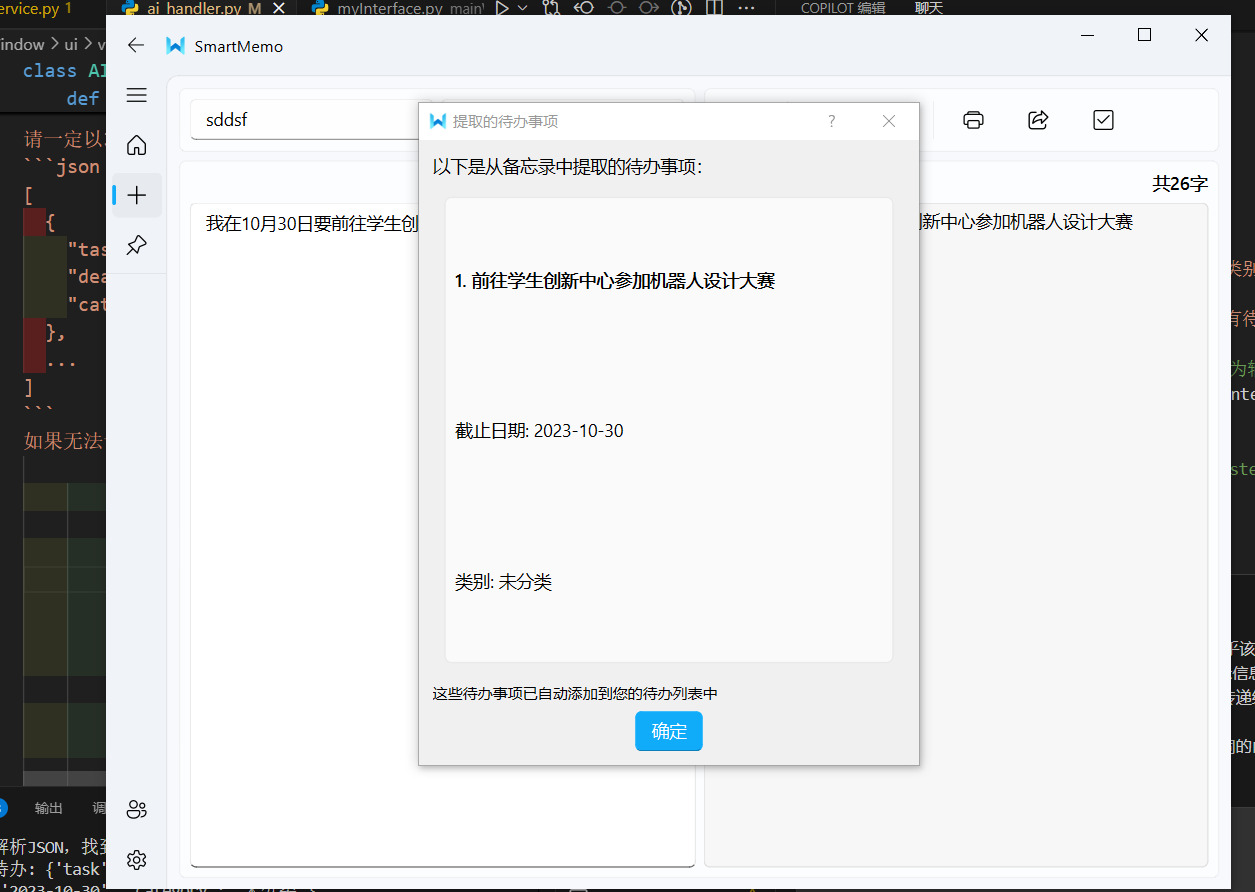 ervice.py 1
ai_handler.py M
myInterface.py main\
COPILOT 编辑
聊天
indow > ui > v
class AI
def
请一定以
```json
[
{
"tas
"dea
"cat
},
...
]
```
如果无法
输出
解析JSON，找到
待办: {'task'
SmartMemo
sddsf
共26字
我在10月30日要前往学生创
创新中心参加机器人设计大赛
提取的待办事项
?
以下是从备忘录中提取的待办事项：
1. 前往学生创新中心参加机器人设计大赛
截止日期: 2023-10-30
类别: 未分类
这些待办事项已自动添加到您的待办列表中
确定
类别
有待
nte
ste